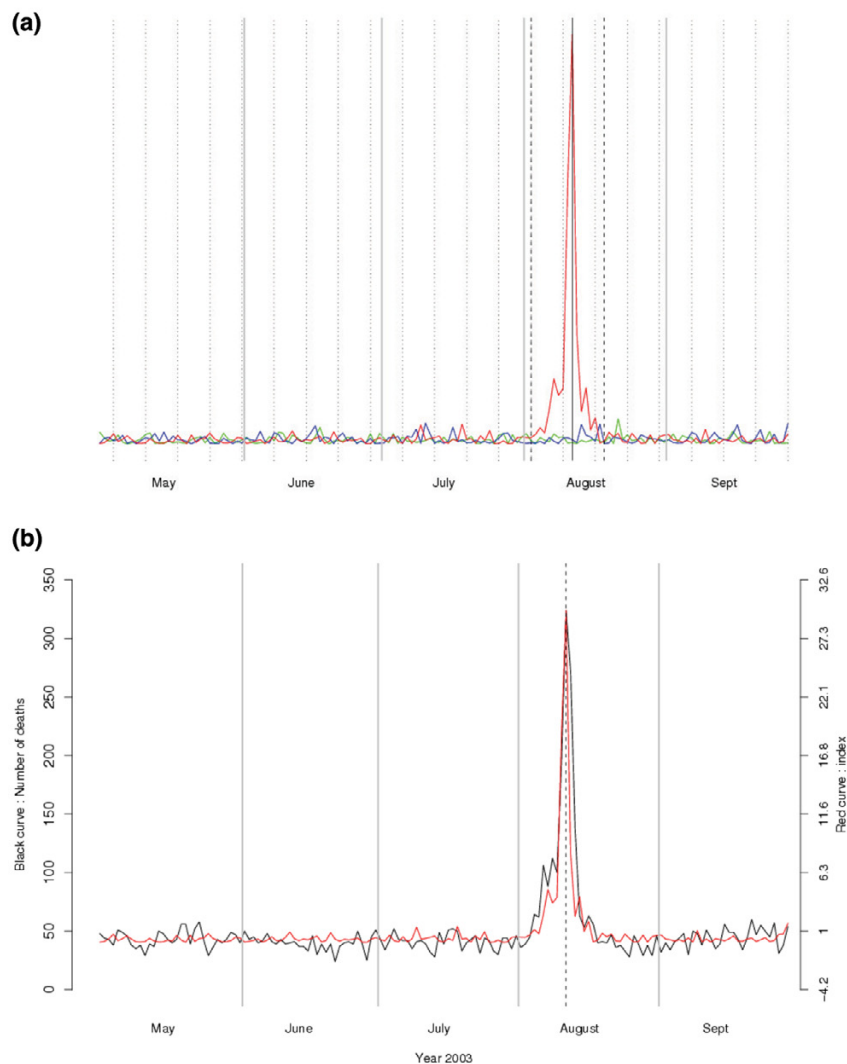 (a)
May June July August Sept
(b)
Black curve : Number of deaths
350
300
250
200
150
100
50
0
32.6
27.3
22.1
16.8
11.6
6.3
1
−4.2
Red curve : index
May June July August Sept
Year 2003